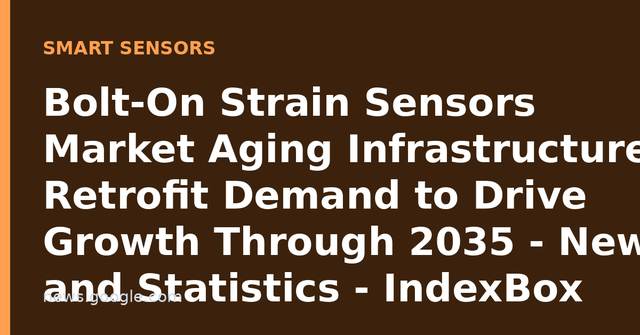 SMART SENSORS
Bolt-On Strain Sensors
Market Aging Infrastructure
Retrofit Demand to Drive
Growth Through 2035 - New
and Statistics - IndexBox
news.google.com